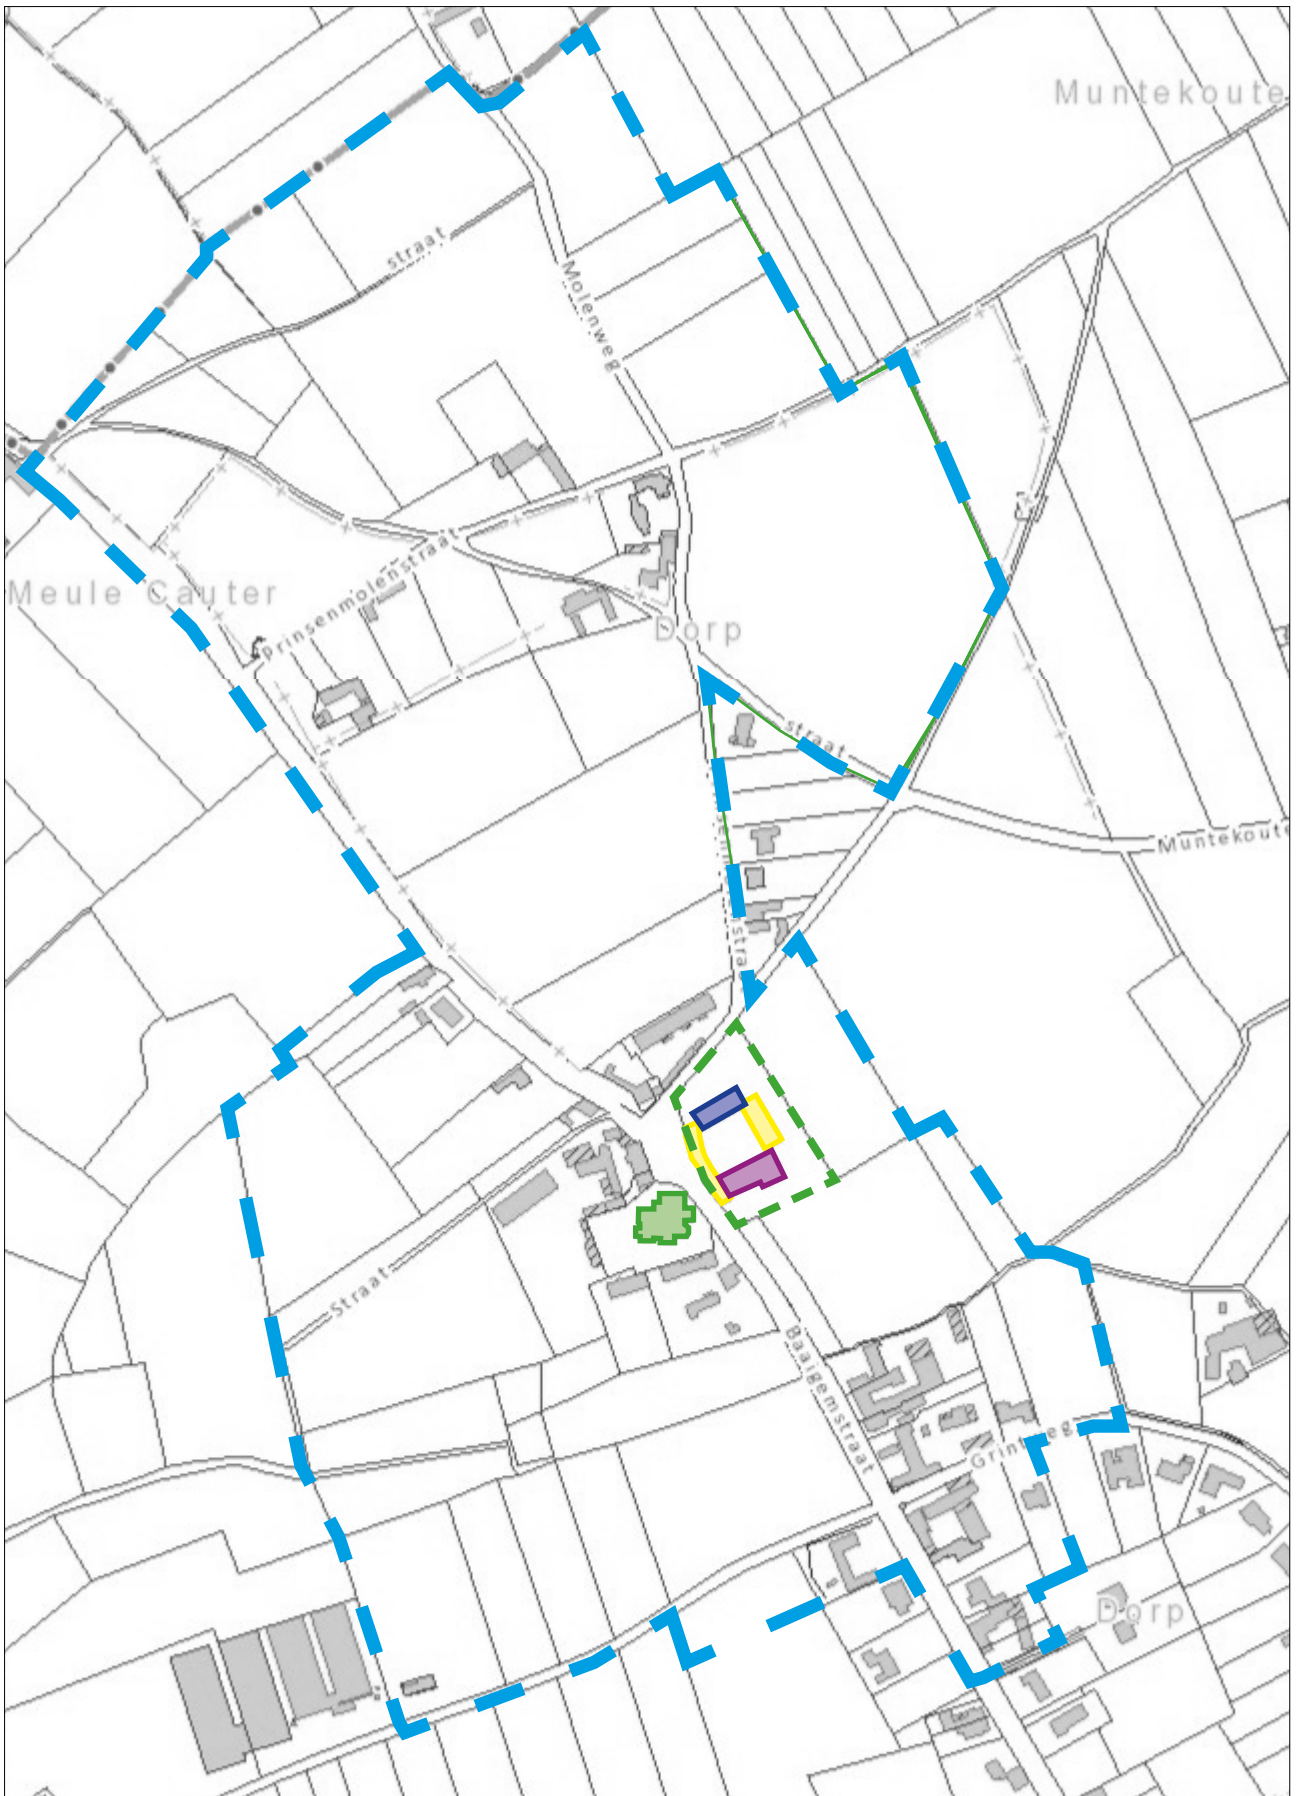 Muntekoute
straat
Molenweg
Meule Cauter
Prinsenmolenstraat
Dorp
straat
Muntekoute
Straat
Baaigemstraat
Grintweg
Dorp